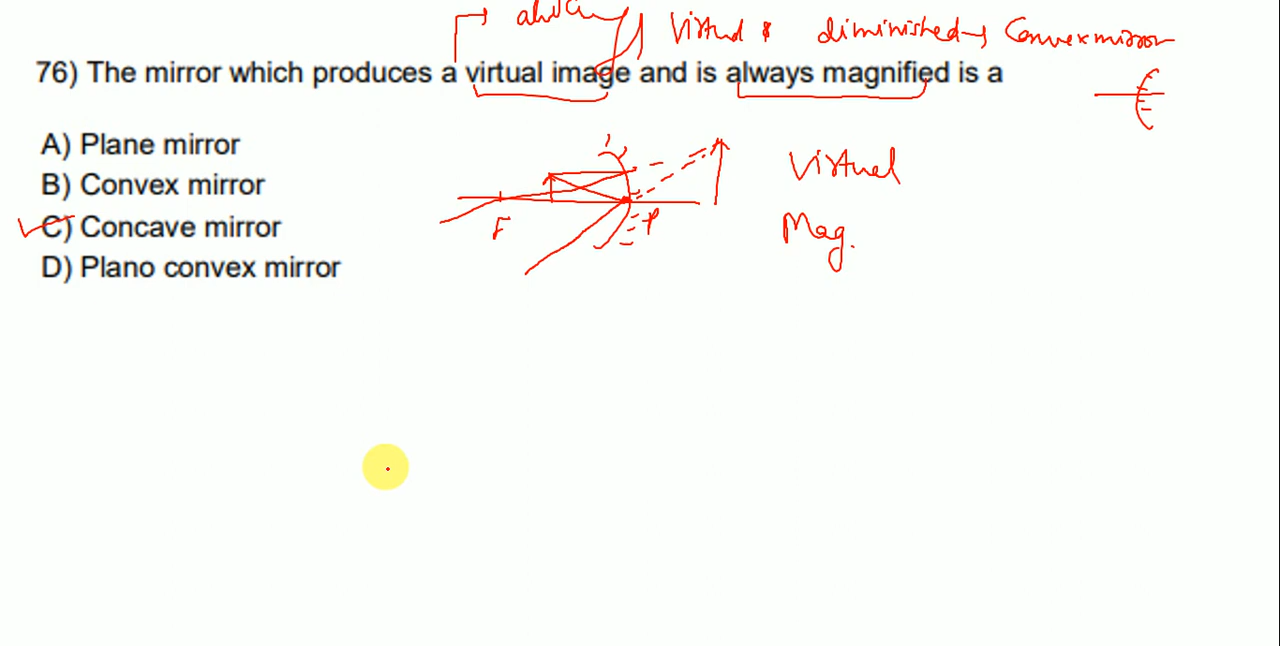 Virtual & diminished → Convex mirror
76) The mirror which produces a virtual image and is always magnified is a
A) Plane mirror
B) Convex mirror
C) Concave mirror
D) Plano convex mirror
F
P
Virtual
Mag.